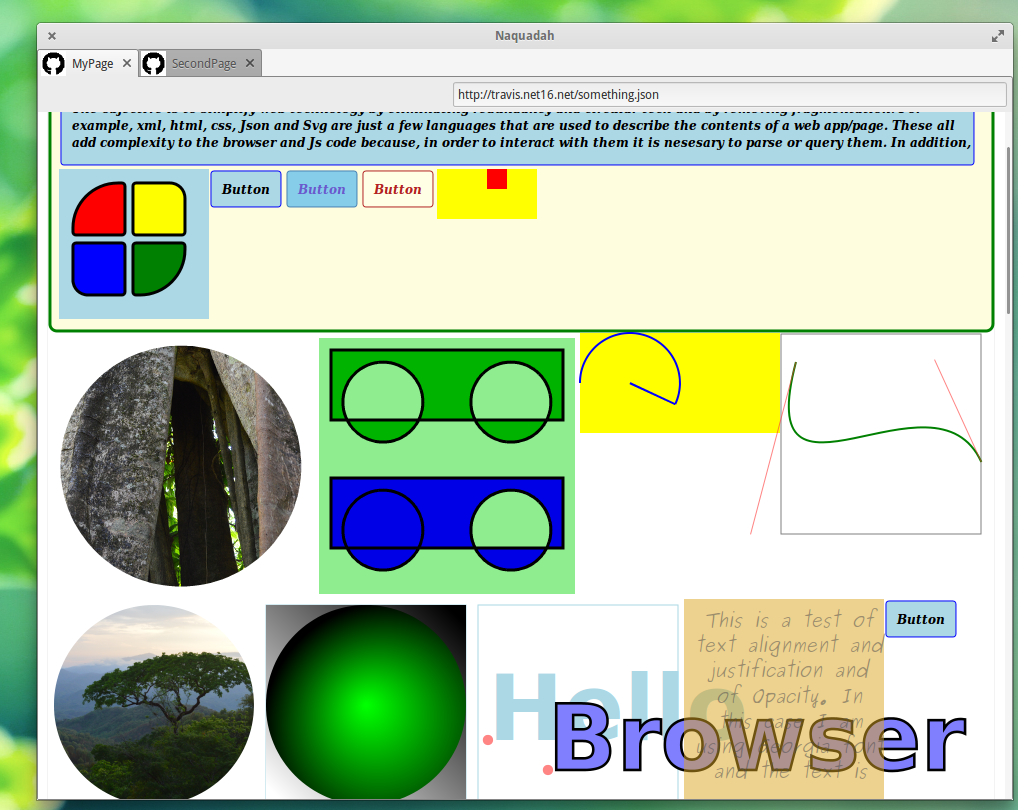 Naquadah
MyPage
SecondPage
http://travis.net16.net/something.json
example, xml, html, css, Json and Svg are just a few languages that are used to describe the contents of a web app/page. These all
add complexity to the browser and Js code because, in order to interact with them it is nesesary to parse or query them. In addition,
Button Button Button
This is a test of
text alignment and
justification and
of Opacity. In
this case I am
using Georgia font
and the text is
Button
Hello
Browser